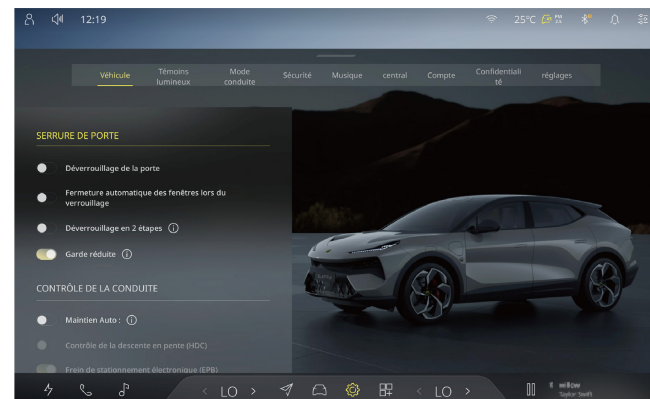 12:19
25°C
Véhicule
Témoins
lumineux
Mode
conduite
Sécurité
Musique
central
Compte
Confidentiali
té
réglages
SERRURE DE PORTE
Déverrouillage de la porte
Fermeture automatique des fenêtres lors du
verrouillage
Déverrouillage en 2 étapes
Garde réduite
CONTRÔLE DE LA CONDUITE
Maintien Auto :
Contrôle de la descente en pente (HDC)
Frein de stationnement électronique (EPB)
< LO >
< LO >
willow
Taylor Swift